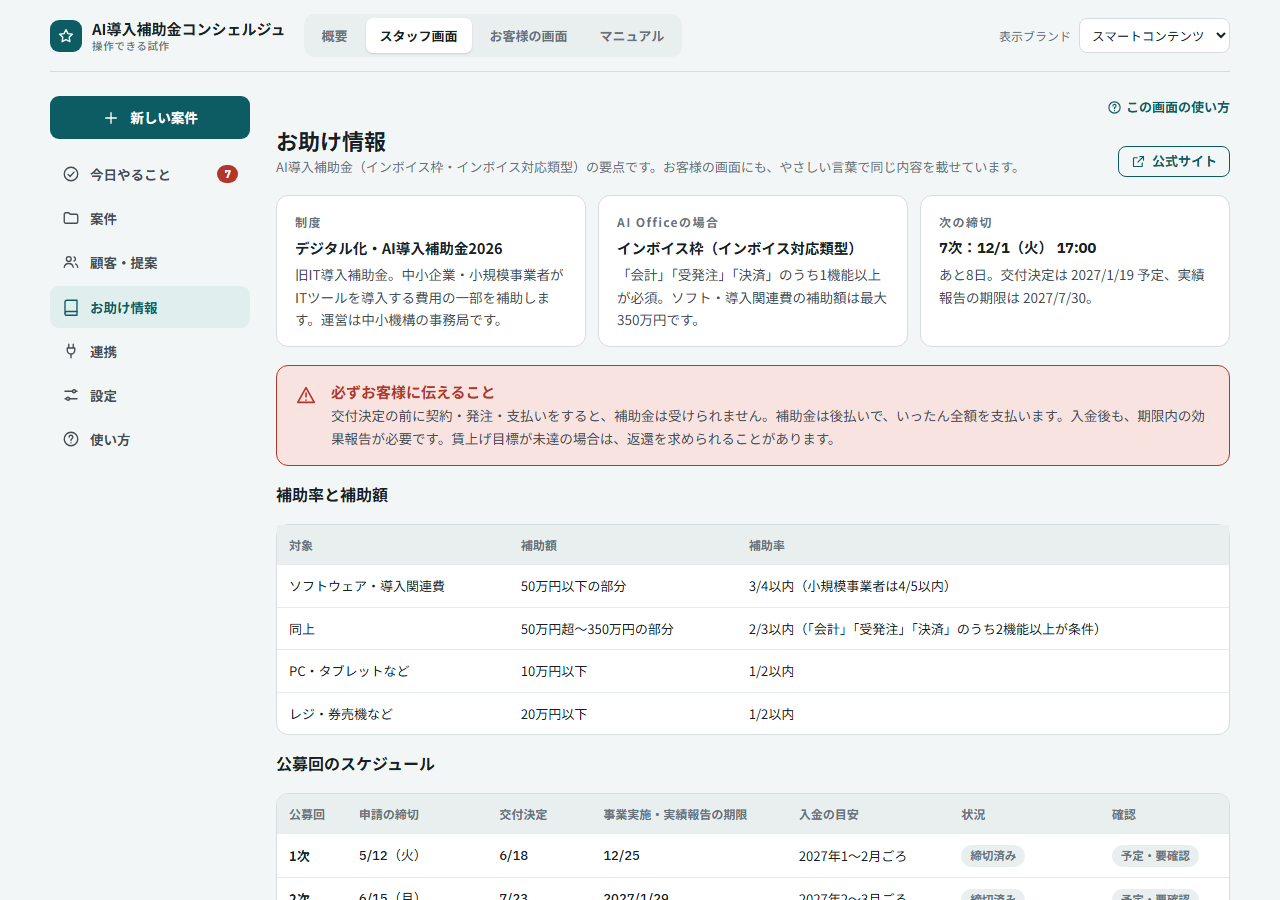 AI導入補助金コンシェルジュ
操作できる試作
概要
スタッフ画面
お客様の画面
マニュアル
表示ブランド
スマートコンテンツ
新しい案件
今日やること
7
案件
顧客・提案
お助け情報
連携
設定
使い方
この画面の使い方
お助け情報
AI導入補助金（インボイス枠・インボイス対応類型）の要点です。お客様の画面にも、やさしい言葉で同じ内容を載せています。
公式サイト
制度
デジタル化・AI導入補助金2026
旧IT導入補助金。中小企業・小規模事業者が
ITツールを導入する費用の一部を補助しま
す。運営は中小機構の事務局です。
AI Officeの場合
インボイス枠（インボイス対応類型）
「会計」「受発注」「決済」のうち1機能以上
が必須。ソフト・導入関連費の補助額は最大
350万円です。
次の締切
7次：12/1（火） 17:00
あと8日。交付決定は 2027/1/19 予定、実績
報告の期限は 2027/7/30。
必ずお客様に伝えること
交付決定の前に契約・発注・支払いをすると、補助金は受けられません。補助金は後払いで、いったん全額を支払います。入金後も、期限内の効
果報告が必要です。賃上げ目標が未達の場合は、返還を求められることがあります。
補助率と補助額
対象 補助額 補助率
ソフトウェア・導入関連費 50万円以下の部分 3/4以内（小規模事業者は4/5以内）
同上 50万円超〜350万円の部分 2/3以内（「会計」「受発注」「決済」のうち2機能以上が条件）
PC・タブレットなど 10万円以下 1/2以内
レジ・券売機など 20万円以下 1/2以内
公募回のスケジュール
公募回 申請の締切 交付決定 事業実施・実績報告の期限 入金の目安 状況 確認
1次 5/12（火） 6/18 12/25 2027年1〜2月ごろ 締切済み 予定・要確認
2次 6/15（月） 7/23 2027/1/29 2027年2〜3月ごろ 締切済み 予定・要確認